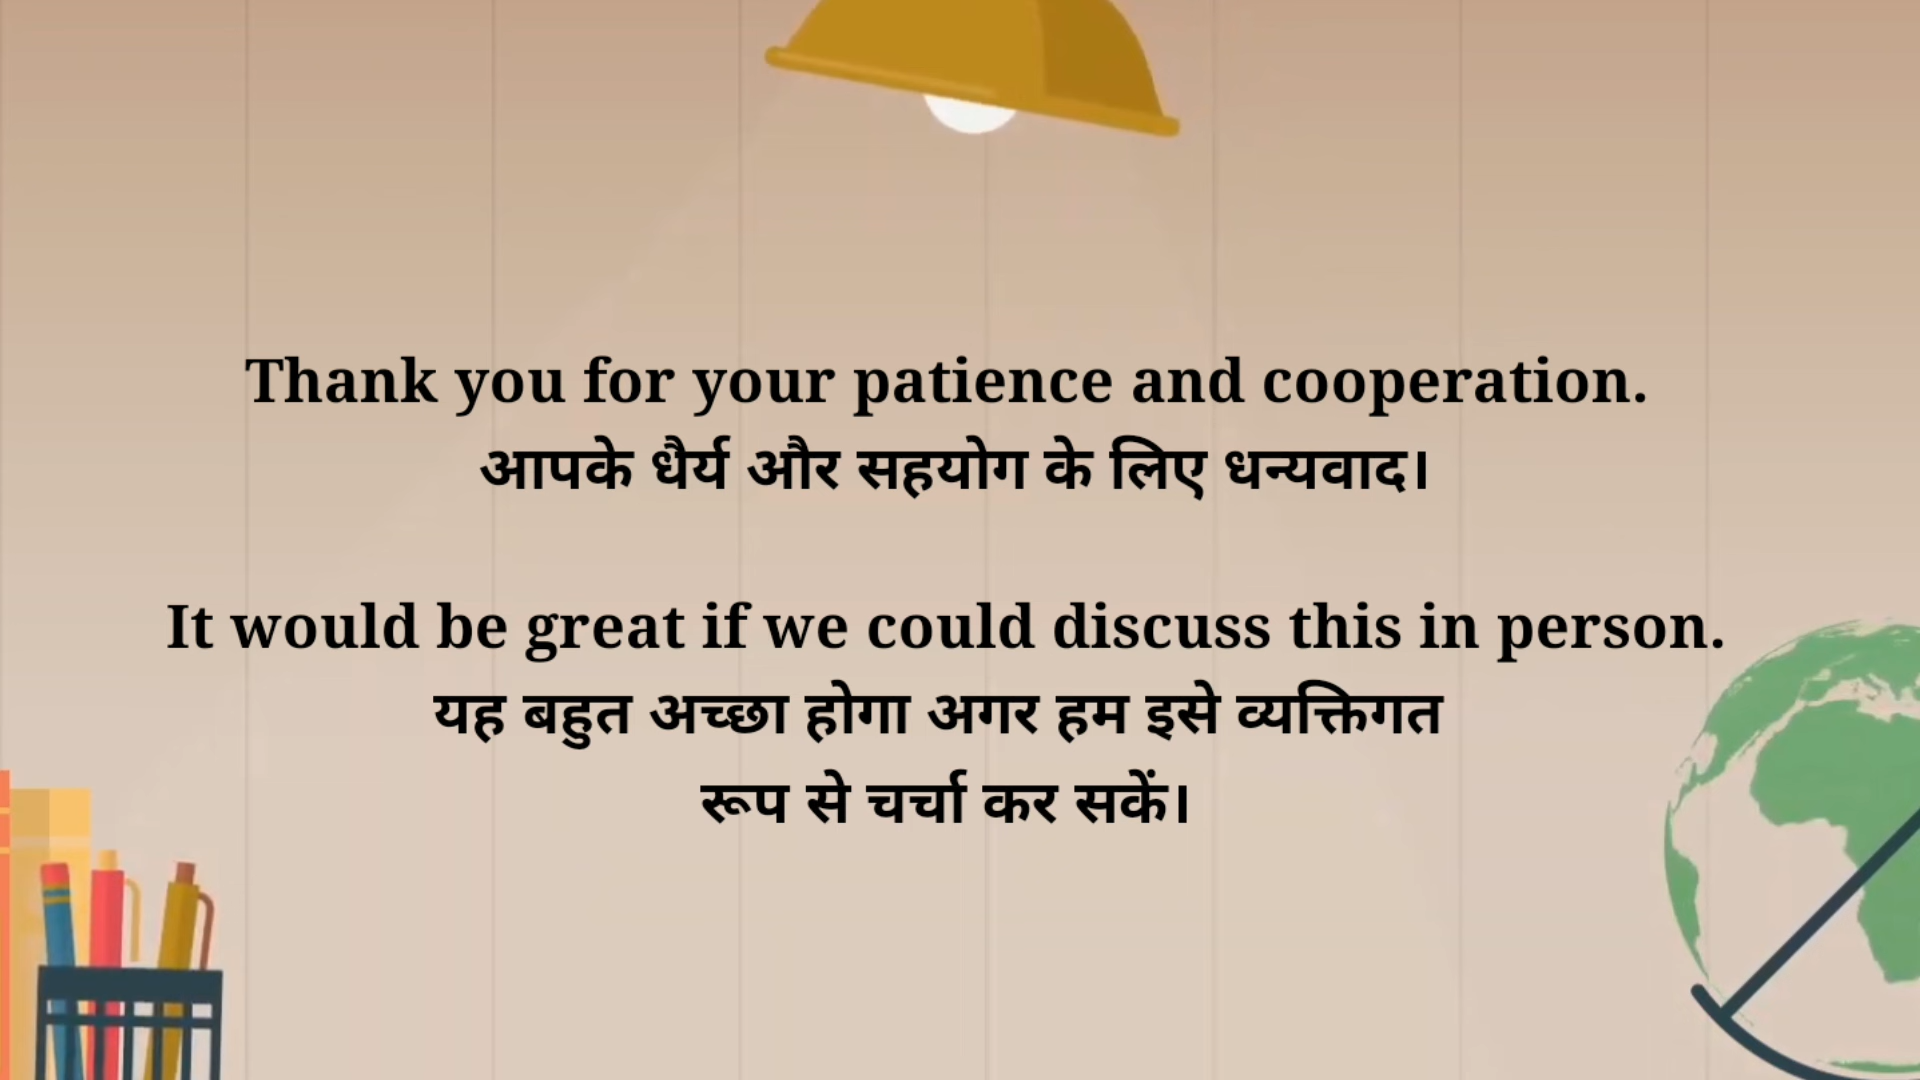 Thank you for your patience and cooperation.
आपके धैर्य और सहयोग के लिए धन्यवाद।
It would be great if we could discuss this in person.
यह बहुत अच्छा होगा अगर हम इसे व्यक्तिगत
रूप से चर्चा कर सकें।